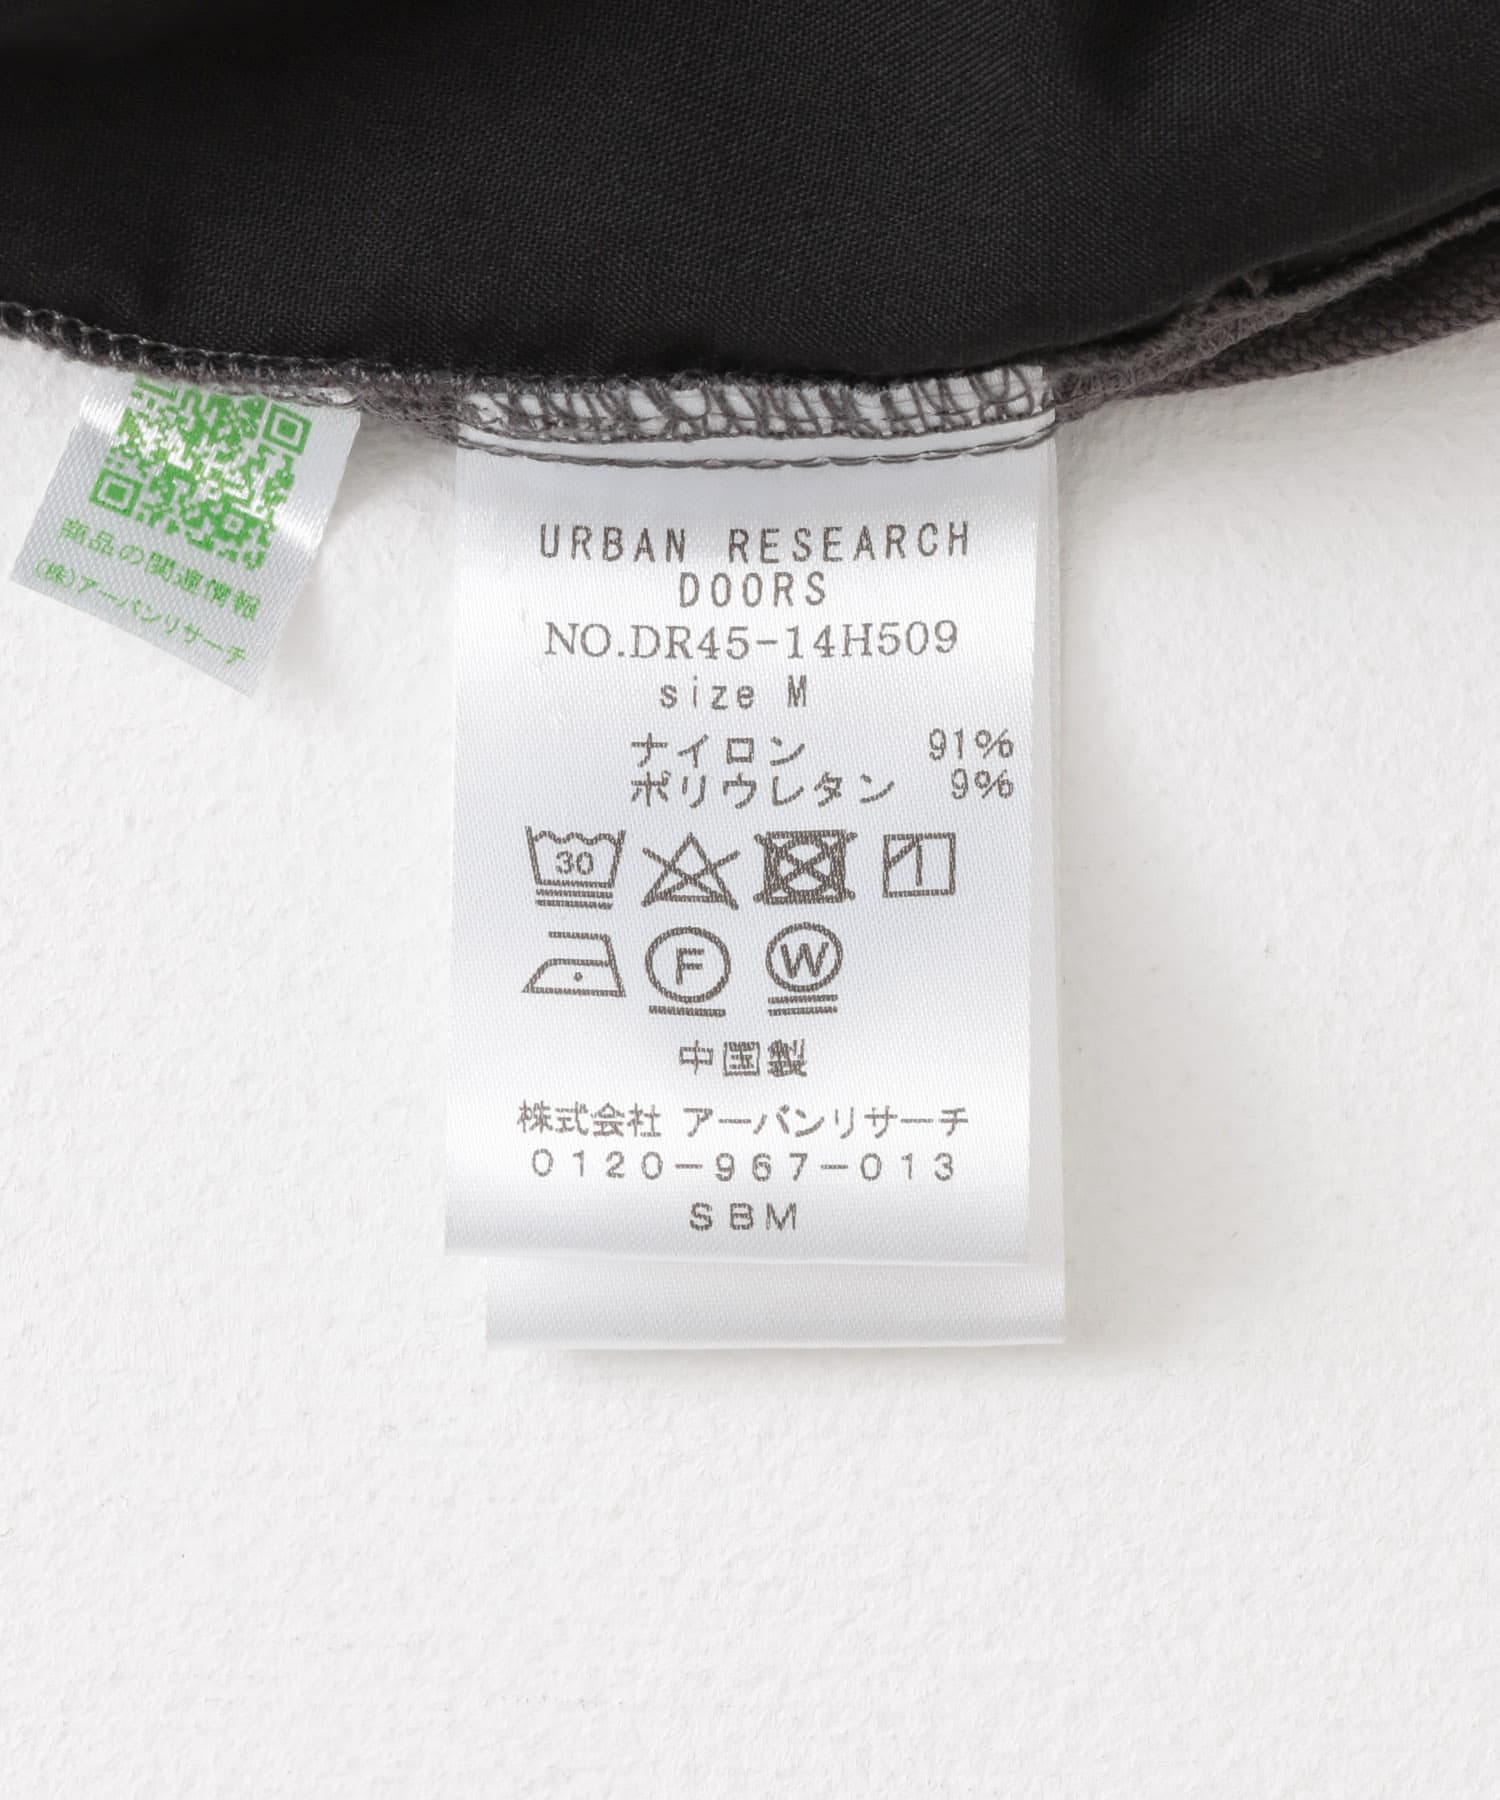 商品の関連情報
(株)アーバンリサーチ
URBAN RESEARCH
DOORS
NO.DR45-14H509
size M
ナイロン 91%
ポリウレタン 9%
30
F
W
中国製
株式会社 アーバンリサーチ
0120-967-013
SBM